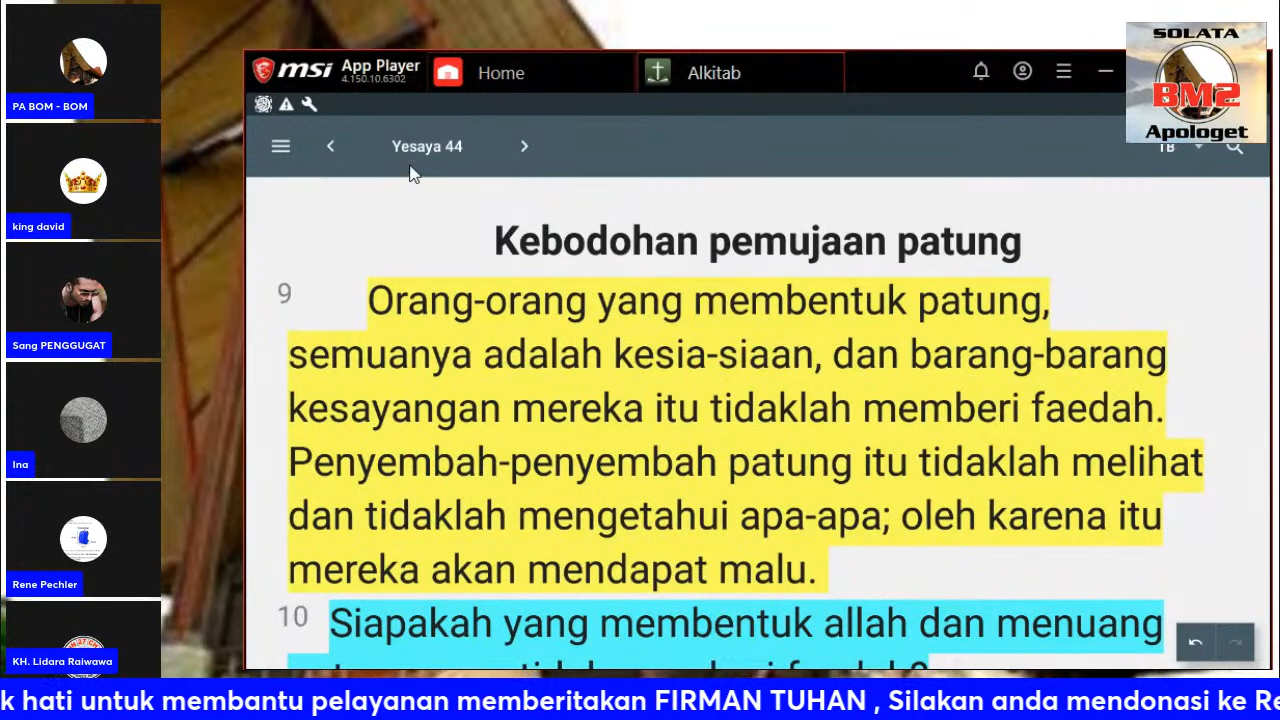 PA BOM - BOM
king david
Sang PENGGUGAT
Ina
Rene Pechler
KH. Lidara Raiwawa
msi App Player
4.150.10.6302
Home
Alkitab
SOLATA
BM2
Apologet
Yesaya 44
TB
Kebodohan pemujaan patung
9 Orang-orang yang membentuk patung,
semuanya adalah kesia-siaan, dan barang-barang
kesayangan mereka itu tidaklah memberi faedah.
Penyembah-penyembah patung itu tidaklah melihat
dan tidaklah mengetahui apa-apa; oleh karena itu
mereka akan mendapat malu.
10 Siapakah yang membentuk allah dan menuang
k hati untuk membantu pelayanan memberitakan FIRMAN TUHAN , Silakan anda mendonasi ke Re